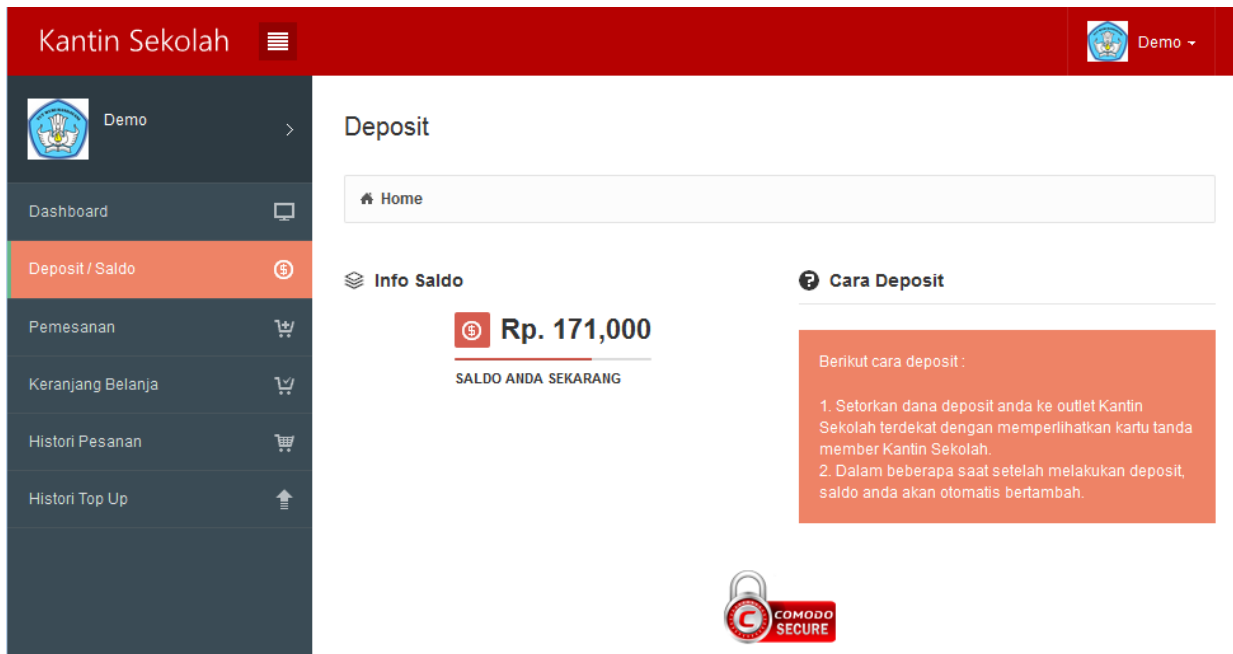 Kantin Sekolah
Demo
Demo
Dashboard
Deposit / Saldo
Pemesanan
Keranjang Belanja
Histori Pesanan
Histori Top Up
Deposit
Home
Info Saldo
Rp. 171,000
SALDO ANDA SEKARANG
Cara Deposit
Berikut cara deposit :
1. Setorkan dana deposit anda ke outlet Kantin
Sekolah terdekat dengan memperlihatkan kartu tanda
member Kantin Sekolah.
2. Dalam beberapa saat setelah melakukan deposit,
saldo anda akan otomatis bertambah.
COMODO
SECURE